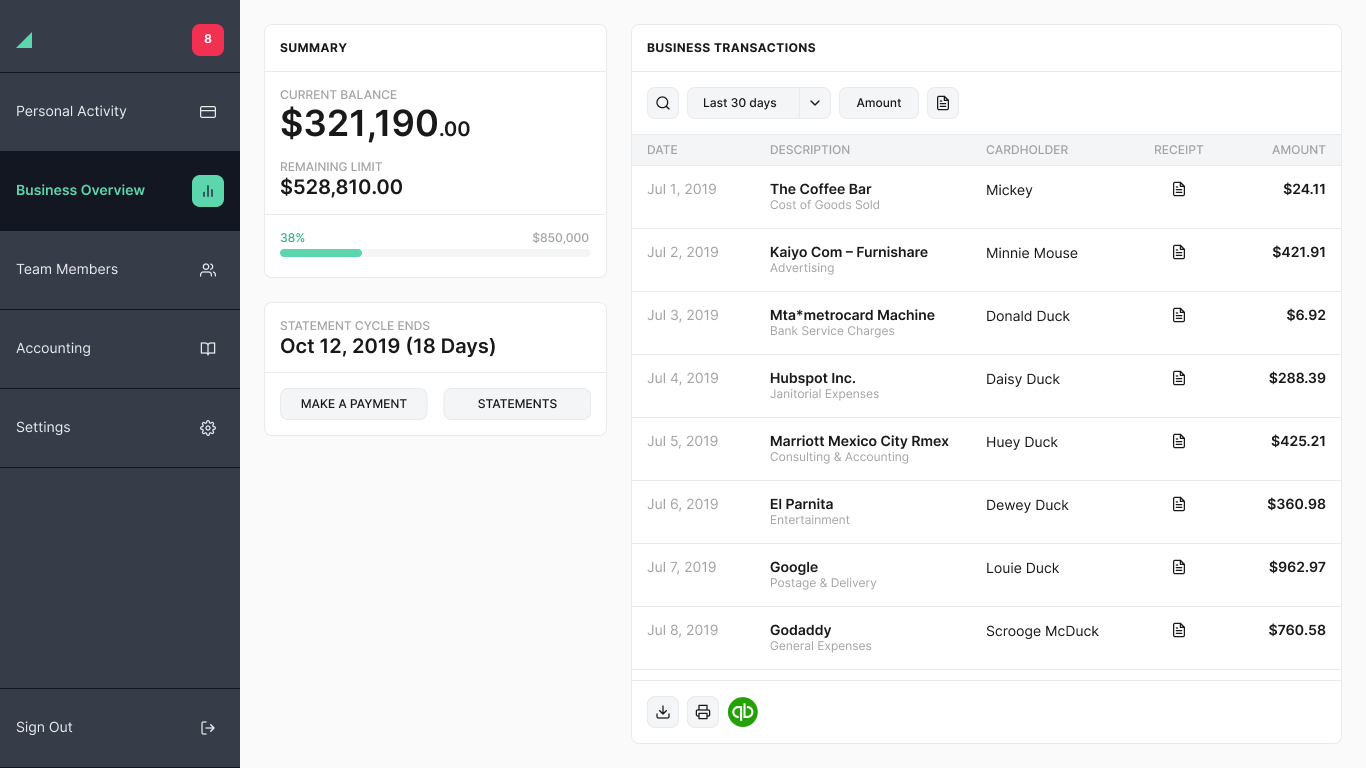 8
Personal Activity
Business Overview
Team Members
Accounting
Settings
Sign Out
SUMMARY
CURRENT BALANCE
$321,190.00
REMAINING LIMIT
$528,810.00
38% $850,000
STATEMENT CYCLE ENDS
Oct 12, 2019 (18 Days)
MAKE A PAYMENT STATEMENTS
BUSINESS TRANSACTIONS
Last 30 days Amount
DATE DESCRIPTION CARDHOLDER RECEIPT AMOUNT
Jul 1, 2019 The Coffee Bar Mickey $24.11
Cost of Goods Sold
Jul 2, 2019 Kaiyo Com – Furnishare Minnie Mouse $421.91
Advertising
Jul 3, 2019 Mta*metrocard Machine Donald Duck $6.92
Bank Service Charges
Jul 4, 2019 Hubspot Inc. Daisy Duck $288.39
Janitorial Expenses
Jul 5, 2019 Marriott Mexico City Rmex Huey Duck $425.21
Consulting & Accounting
Jul 6, 2019 El Parnita Dewey Duck $360.98
Entertainment
Jul 7, 2019 Google Louie Duck $962.97
Postage & Delivery
Jul 8, 2019 Godaddy Scrooge McDuck $760.58
General Expenses
qb